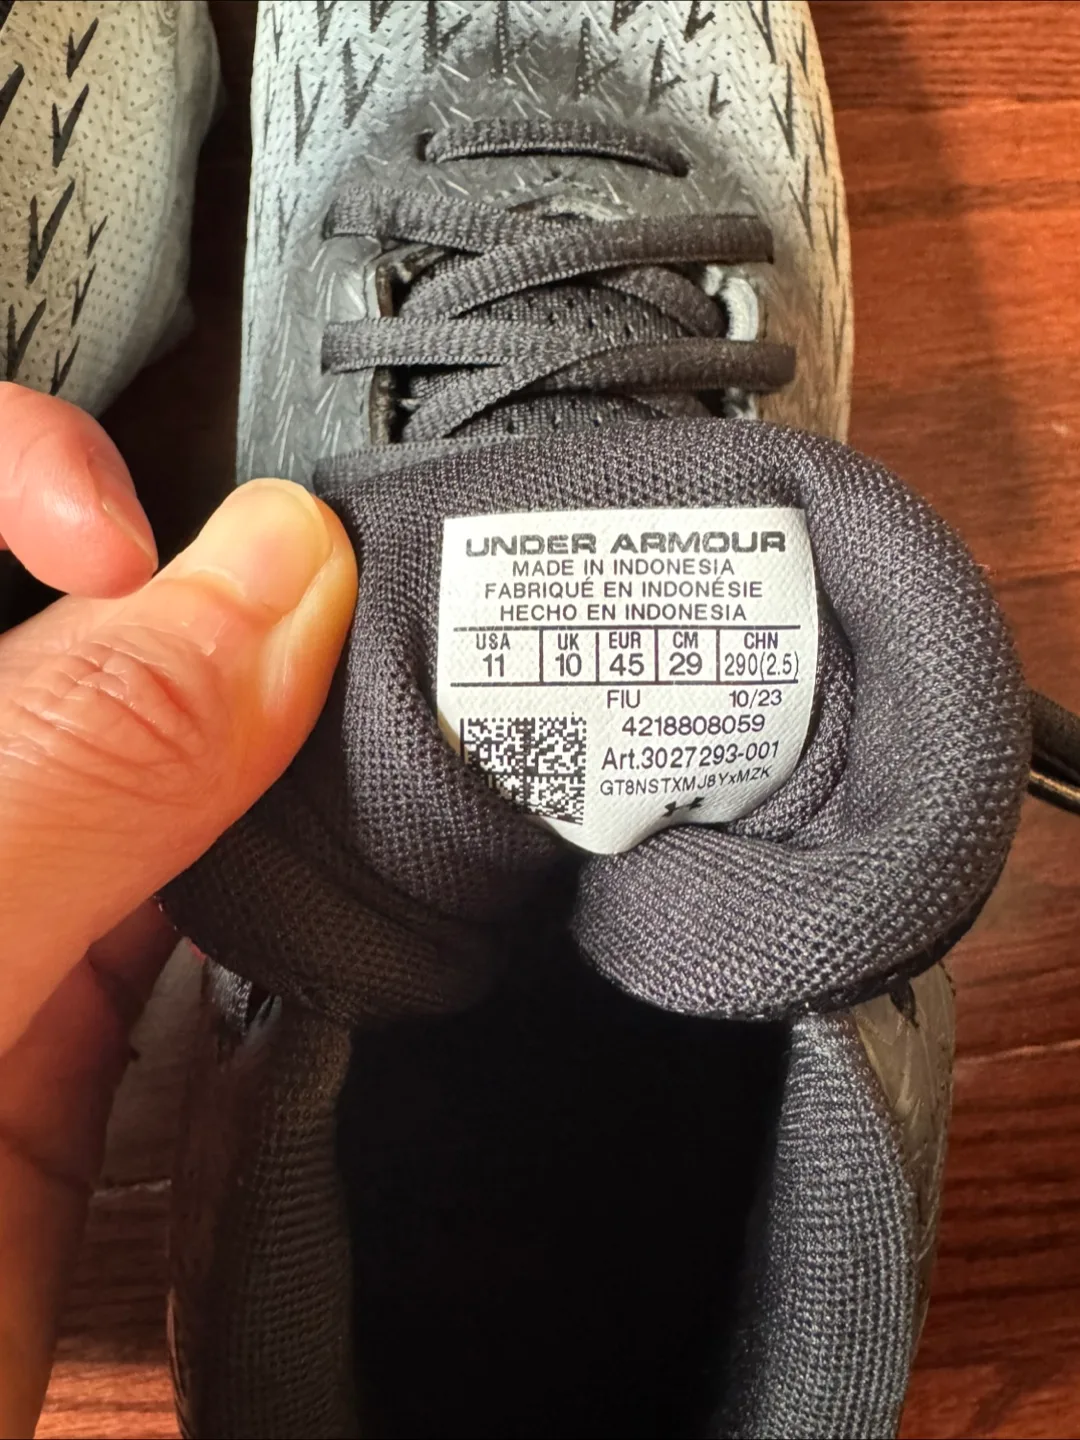 UNDER ARMOUR
MADE IN INDONESIA
FABRIQUÉ EN INDONÉSIE
HECHO EN INDONESIA
USA UK EUR CM CHN
11 10 45 29 290(2.5)
FIU 10/23
4218808059
Art.3027293-001
GT8NSTXMJ8YxMZK